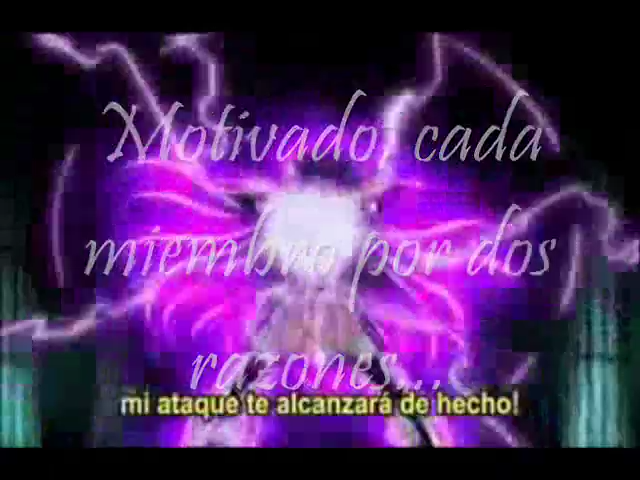 Motivado, cada
miembro por dos
razones...
mi ataque te alcanzará de hecho!